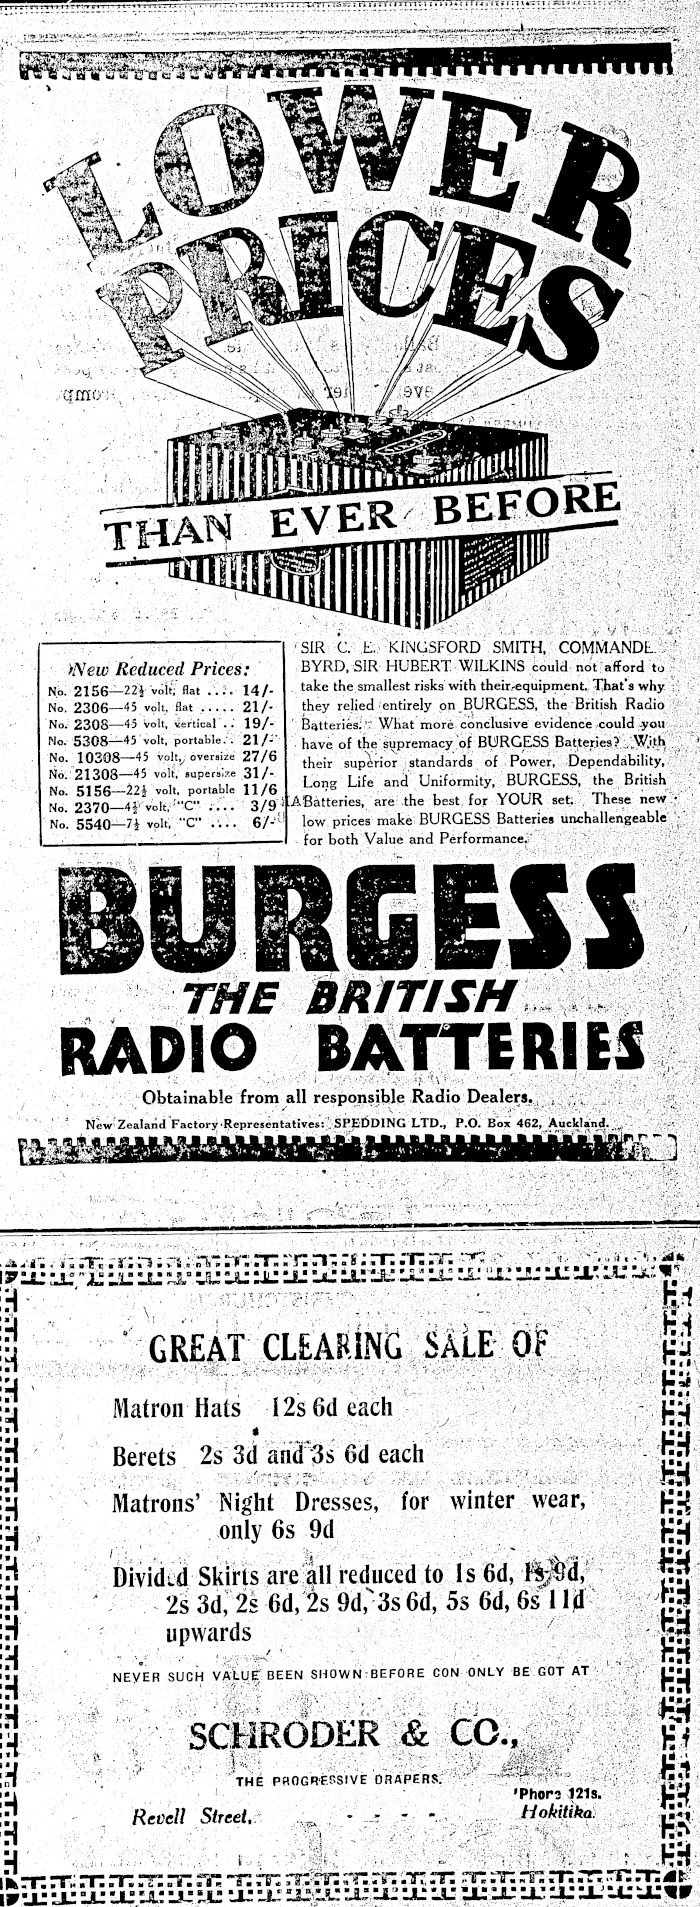 LOWER
PRICES
THAN EVER BEFORE
New Reduced Prices:
No. 2156—22½ volt, flat .... 14/-
No. 2306—45 volt, flat ..... 21/-
No. 2308—45 volt, vertical .. 19/-
No. 5308—45 volt, portable.. 21/-
No. 10308—45 volt, oversize 27/6
No. 21308—45 volt, supersize 31/-
No. 5156—22½ volt, portable 11/6
No. 2370—4½ volt, "C" .... 3/9
No. 5540—7½ volt, "C" .... 6/-
SIR C. E. KINGSFORD SMITH,
BYRD, SIR HUBERT WILKINS could not afford to
take the smallest risks with their equipment. That's why
they relied entirely on BURGESS, the British Radio
Batteries. What more conclusive evidence could you
have of the supremacy of BURGESS Batteries? With
their superior standards of Power, Dependability,
Long Life and Uniformity, BURGESS, the British
Batteries, are the best for YOUR set. These new
low prices make BURGESS Batteries unchallengeable
for both Value and Performance.
BURGESS
THE BRITISH
RADIO BATTERIES
Obtainable from all responsible Radio Dealers.
New Zealand Factory Representatives: SPEDDING LTD., P.O. Box 462, Auckland.
GREAT CLEARING SALE OF
Matron Hats 12s 6d each
Berets 2s 3d and 3s 6d each
Matrons' Night Dresses, for winter wear,
only 6s 9d
Divided Skirts are all reduced to 1s 6d, 1s 9d,
2s 3d, 2s 6d, 2s 9d, 3s 6d, 5s 6d, 6s 11d
upwards
NEVER SUCH VALUE BEEN SHOWN BEFORE CON ONLY BE GOT AT
SCHRODER & CO.,
THE PROGRESSIVE DRAPERS.
'Phone 121s.
Revell Street, - - - - Hokitika.